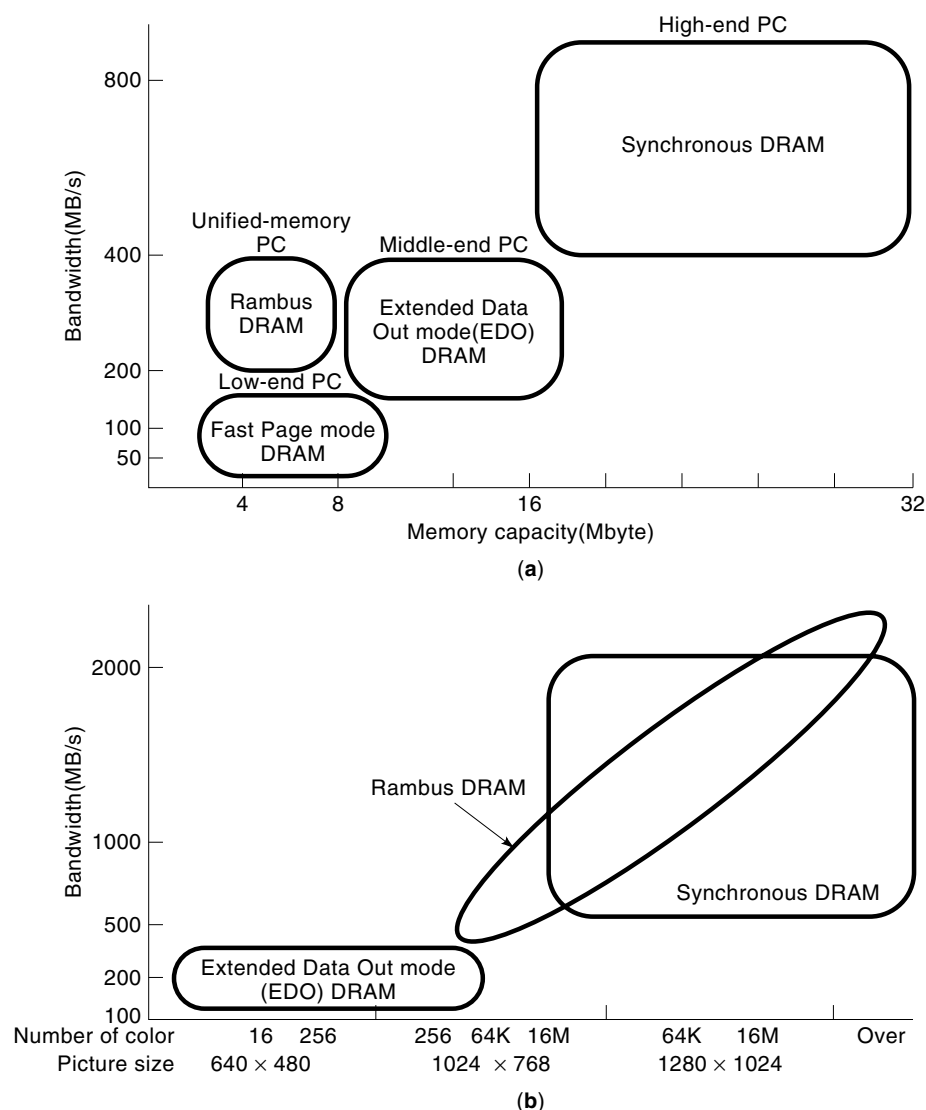 High-end PC
800
Synchronous DRAM
Bandwidth(MB/s)
Unified-memory
PC
Middle-end PC
400
Rambus
DRAM
Extended Data
Out mode(EDO)
DRAM
200
Low-end PC
100
Fast Page mode
DRAM
50
4 8 16 32
Memory capacity(Mbyte)
(a)
2000
Bandwidth(MB/s)
Rambus DRAM
1000
Synchronous DRAM
500
Extended Data Out mode
(EDO) DRAM
200
100
Number of color 16 256 256 64K 16M 64K 16M Over
Picture size 640 × 480 1024 × 768 1280 × 1024
(b)